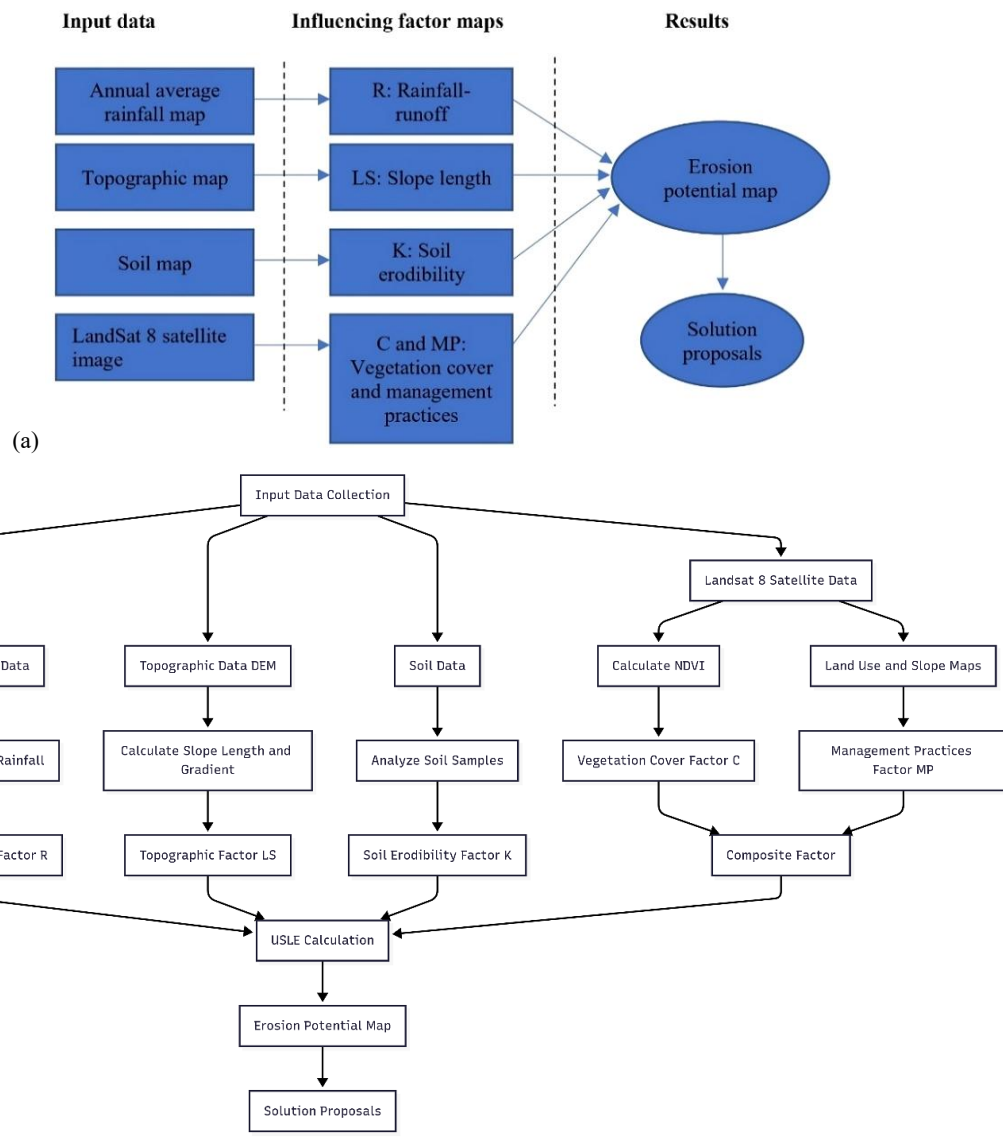 Input data
Influencing factor maps
Results
Annual average
rainfall map
R: Rainfall-
runoff
Topographic map
LS: Slope length
Erosion
potential map
Soil map
K: Soil
erodibility
LandSat 8 satellite
image
C and MP:
Vegetation cover
and management
practices
Solution
proposals
(a)
Input Data Collection
Landsat 8 Satellite Data
Data
Topographic Data DEM
Soil Data
Calculate NDVI
Land Use and Slope Maps
Rainfall
Calculate Slope Length and
Gradient
Analyze Soil Samples
Vegetation Cover Factor C
Management Practices
Factor MP
Factor R
Topographic Factor LS
Soil Erodibility Factor K
Composite Factor
USLE Calculation
Erosion Potential Map
Solution Proposals